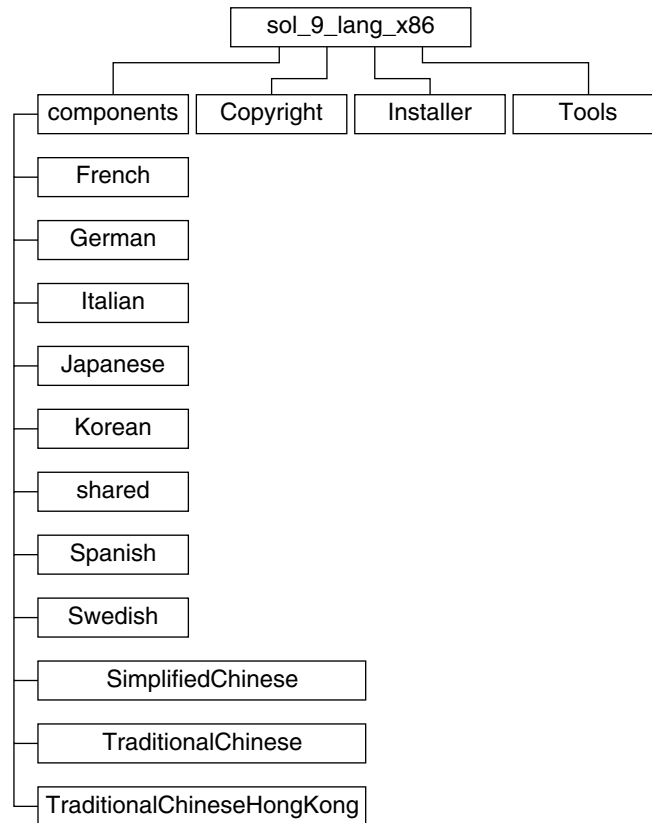 sol_9_lang_x86
components
Copyright
Installer
Tools
French
German
Italian
Japanese
Korean
shared
Spanish
Swedish
SimplifiedChinese
TraditionalChinese
TraditionalChineseHongKong